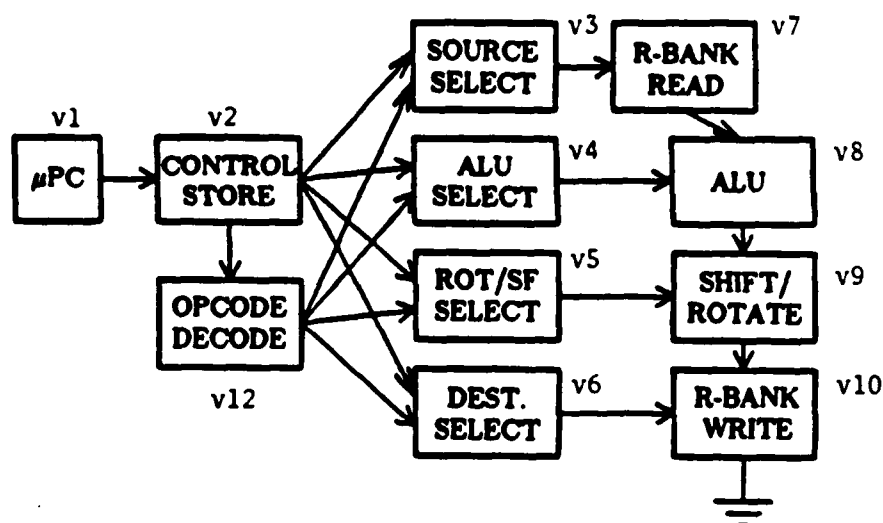 v3
v7
SOURCE
SELECT
R-BANK
READ
v1
v2
μPC
CONTROL
STORE
v4
ALU
SELECT
v8
ALU
v5
ROT/SF
SELECT
v9
SHIFT/
ROTATE
OPCODE
DECODE
v12
v6
DEST.
SELECT
v10
R-BANK
WRITE